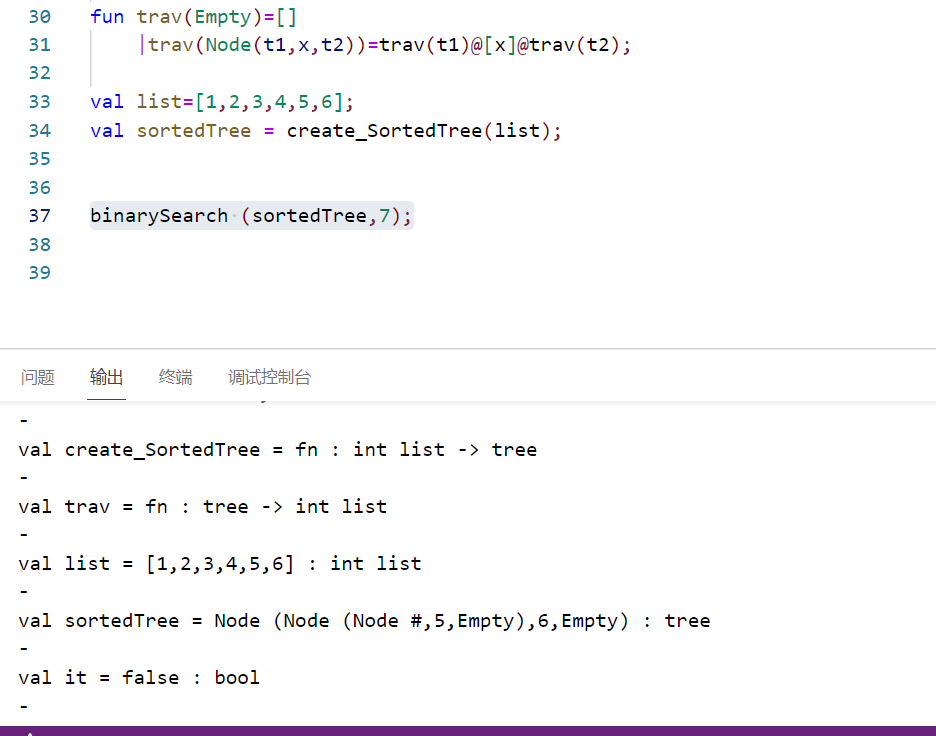 30 fun trav(Empty)=[]
31 |trav(Node(t1,x,t2))=trav(t1)@[x]@trav(t2);
32
33 val list=[1,2,3,4,5,6];
34 val sortedTree = create_SortedTree(list);
35
36
37 binarySearch (sortedTree,7);
38
39
问题 输出 终端 调试控制台
-
val create_SortedTree = fn : int list -> tree
-
val trav = fn : tree -> int list
-
val list = [1,2,3,4,5,6] : int list
-
val sortedTree = Node (Node (Node #,5,Empty),6,Empty) : tree
-
val it = false : bool
-